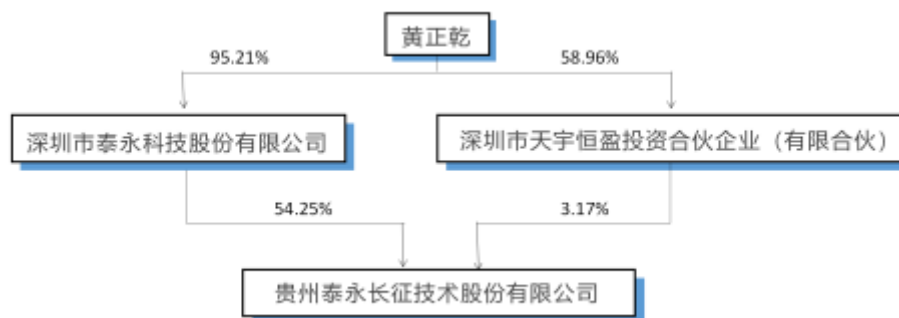 黄正乾
95.21%
58.96%
深圳市泰永科技股份有限公司
深圳市天宇恒盈投资合伙企业（有限合伙）
54.25%
3.17%
贵州泰永长征技术股份有限公司